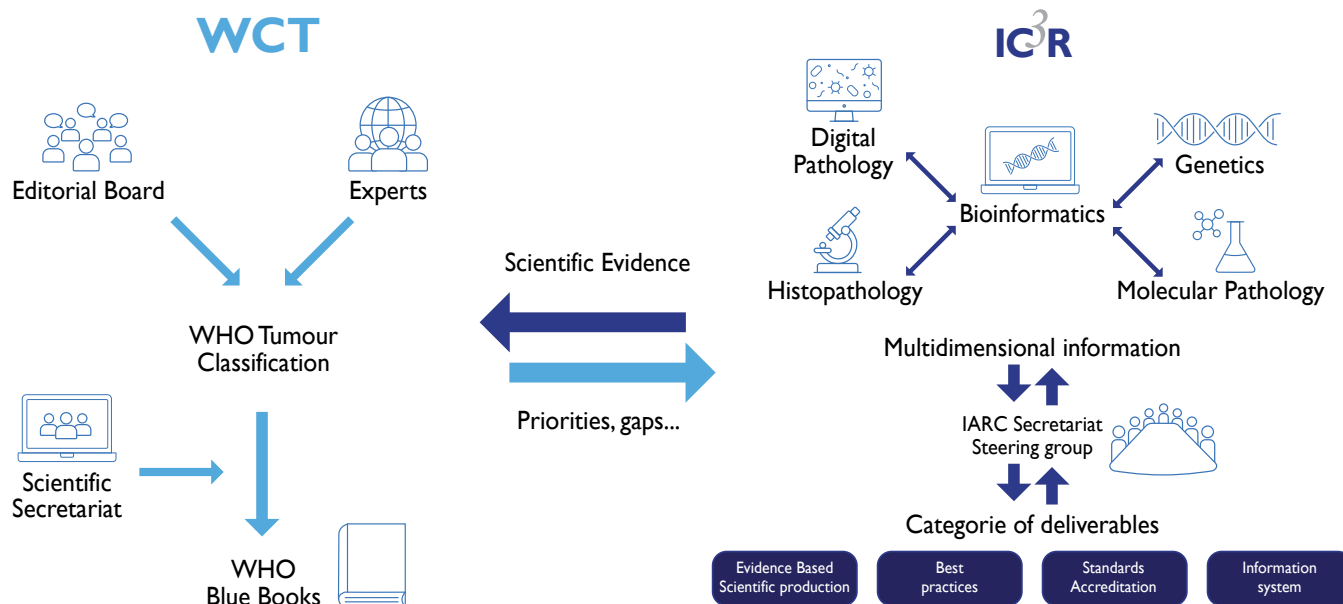 WCT
Editorial Board
Experts
WHO Tumour
Classification
Scientific
Secretariat
WHO
Blue Books
Scientific Evidence
Priorities, gaps...
IC3R
Digital
Pathology
Genetics
Bioinformatics
Histopathology
Molecular Pathology
Multidimensional information
IARC Secretariat
Steering group
Categorie of deliverables
Evidence Based
Scientific production
Best
practices
Standards
Accreditation
Information
system